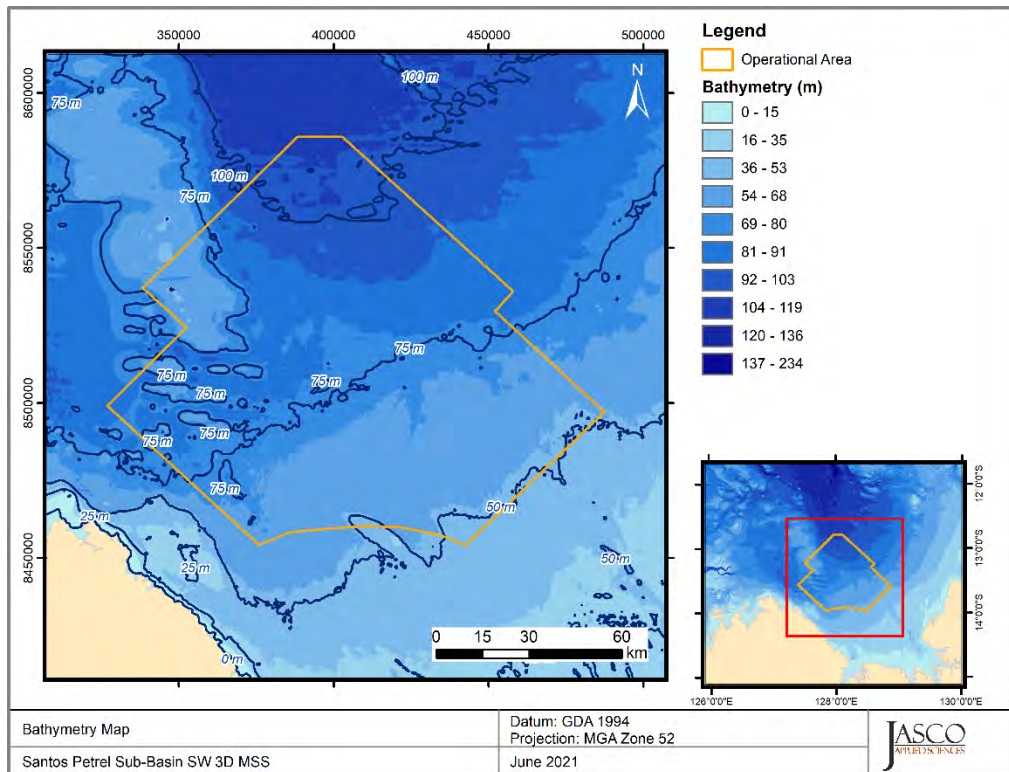 350000 400000 450000 500000
8600000
8550000
8500000
8450000
100 m
75 m
75 m
100 m
75 m
75 m
75 m
75 m
75 m
75 m
75 m
25 m
50 m
25 m
50 m
0 m
N
0 15 30 60
km
Legend
Operational Area
Bathymetry (m)
0 - 15
16 - 35
36 - 53
54 - 68
69 - 80
81 - 91
92 - 103
104 - 119
120 - 136
137 - 234
12°0'0"S
13°0'0"S
14°0'0"S
126°0'0"E 128°0'0"E 130°0'0"E
Bathymetry Map
Datum: GDA 1994
Projection: MGA Zone 52
Santos Petrel Sub-Basin SW 3D MSS
June 2021
JASCO
APPLIED SCIENCES